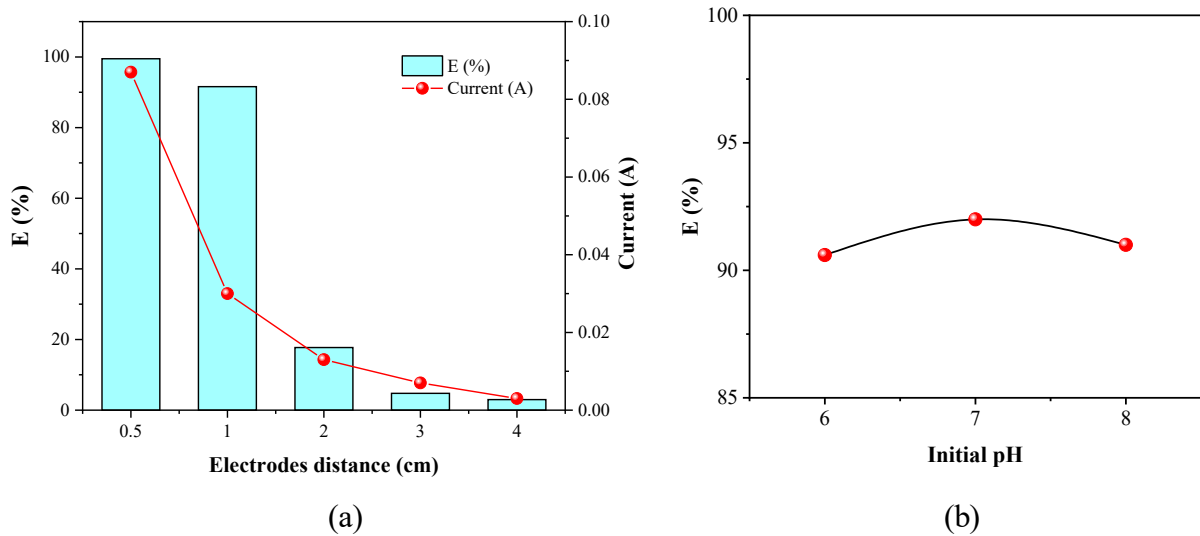 E (%)
100
80
60
40
20
0
0.5 1 2 3 4
Electrodes distance (cm)
E (%)
Current (A)
0.10
0.08
0.06
0.04
0.02
0.00
Current (A)
(a)
E (%)
100
95
90
85
6 7 8
Initial pH
(b)